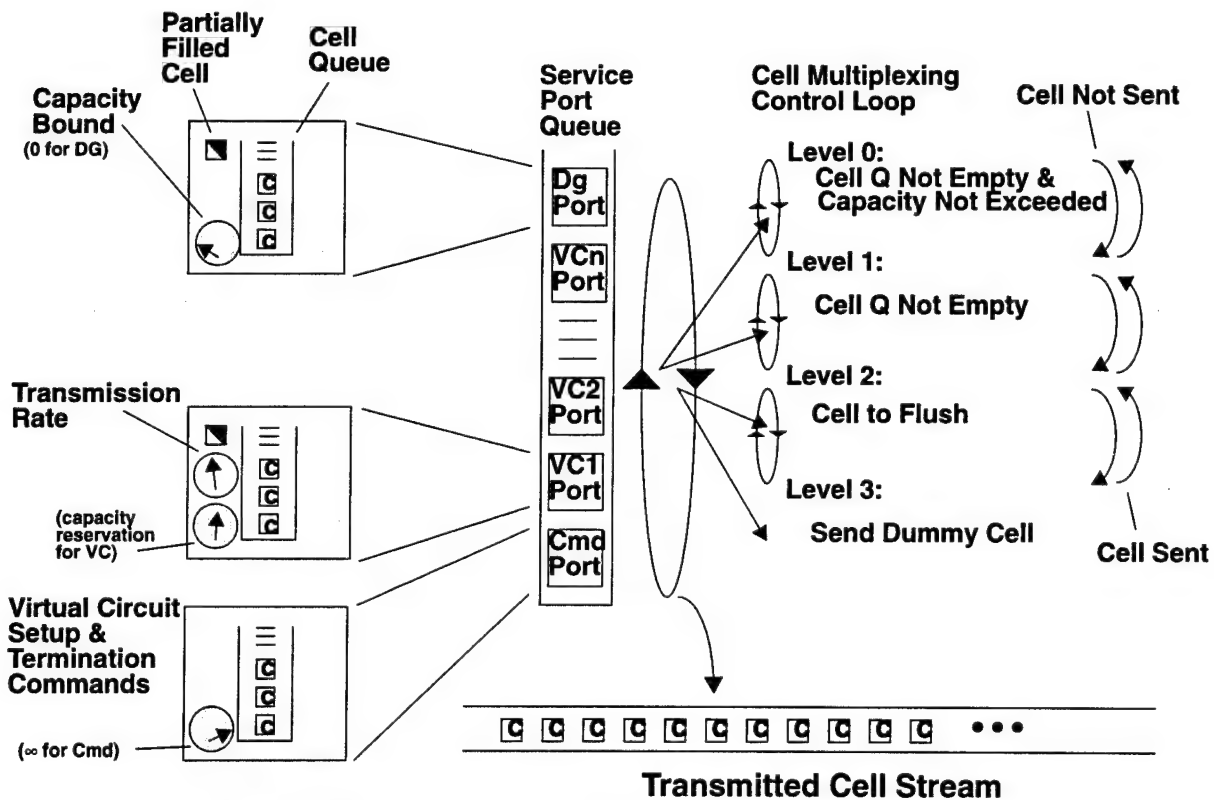 Partially
Filled
Cell
Cell
Queue
Capacity
Bound
(0 for DG)
C
C
C
Transmission
Rate
(capacity
reservation
for VC)
C
C
C
Virtual Circuit
Setup &
Termination
Commands
(∞ for Cmd)
C
C
C
Service
Port
Queue
Dg
Port
VCn
Port
VC2
Port
VC1
Port
Cmd
Port
Cell Multiplexing
Control Loop
Cell Not Sent
Level 0:
Cell Q Not Empty &
Capacity Not Exceeded
Level 1:
Cell Q Not Empty
Level 2:
Cell to Flush
Level 3:
Send Dummy Cell
Cell Sent
C C C C C C C C C C C •••
Transmitted Cell Stream